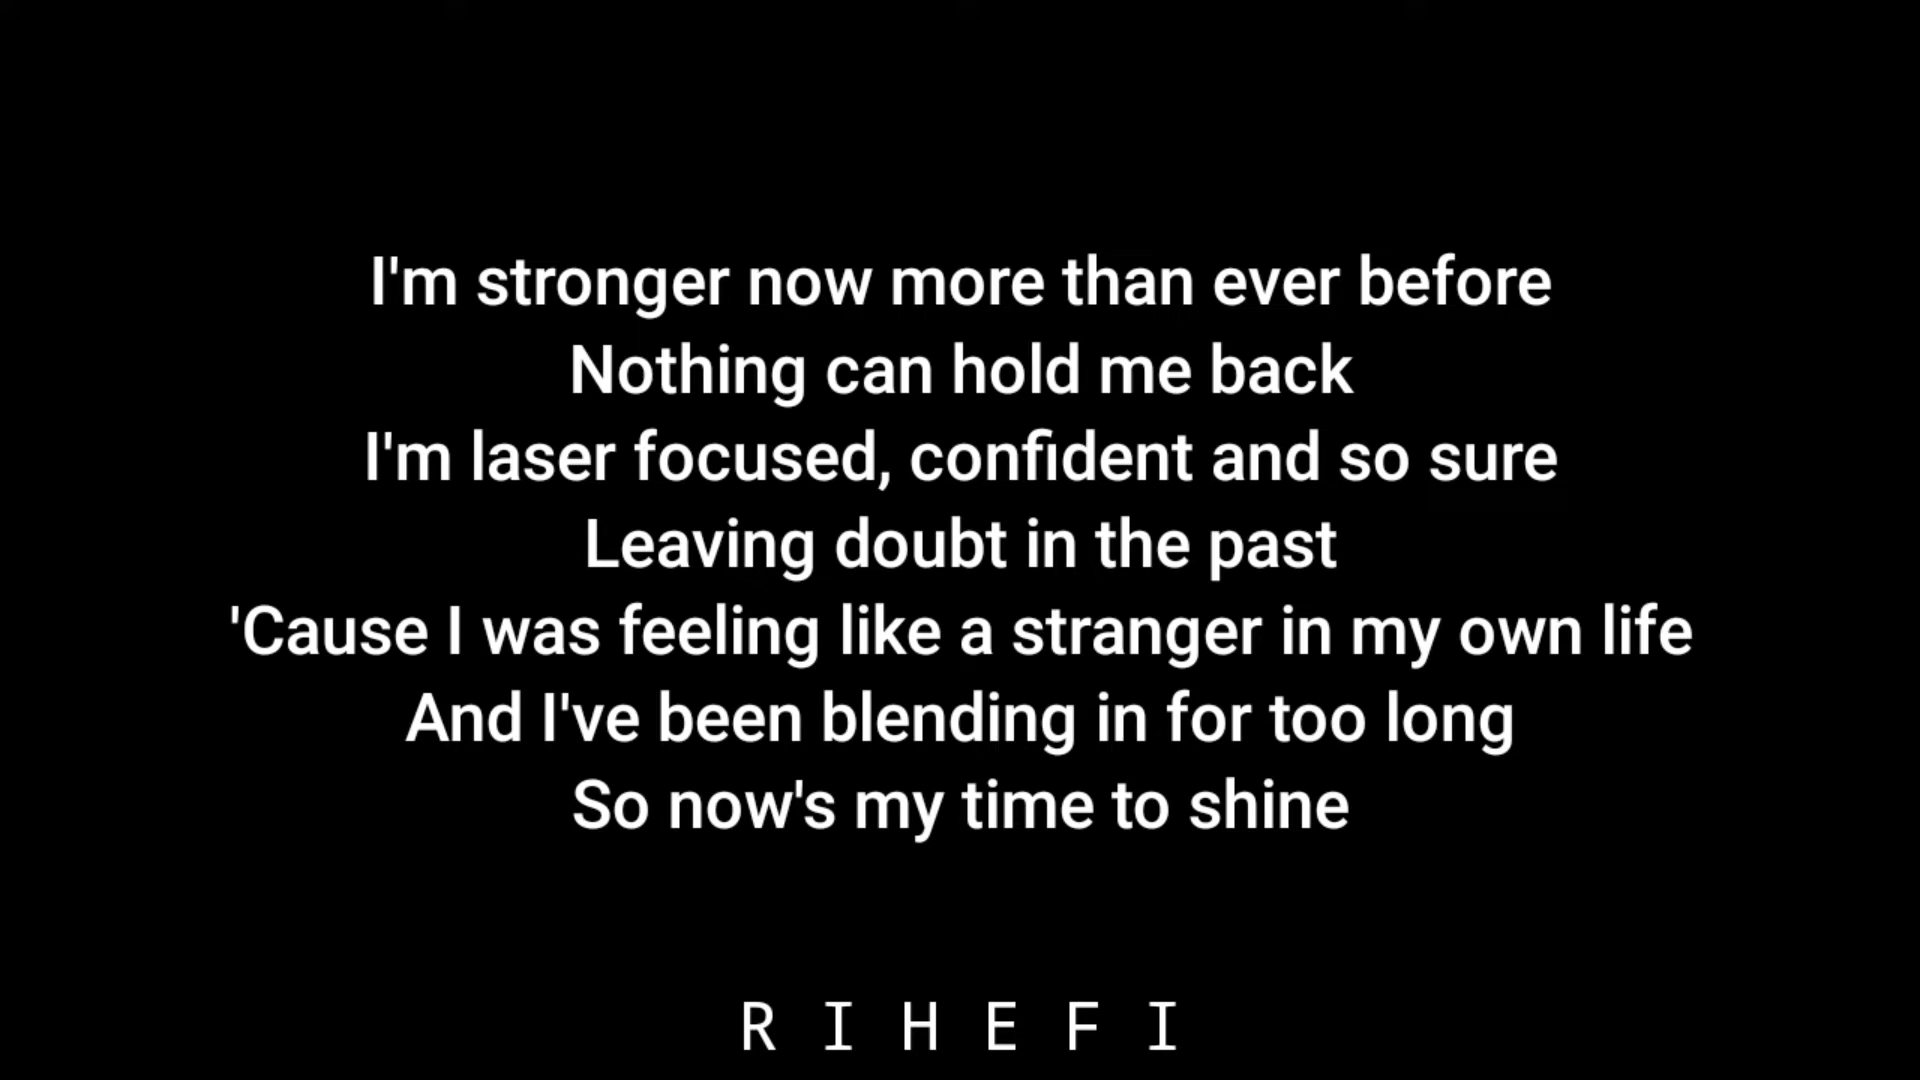 I'm stronger now more than ever before
Nothing can hold me back
I'm laser focused, confident and so sure
Leaving doubt in the past
'Cause I was feeling like a stranger in my own life
And I've been blending in for too long
So now's my time to shine
R I H E F I